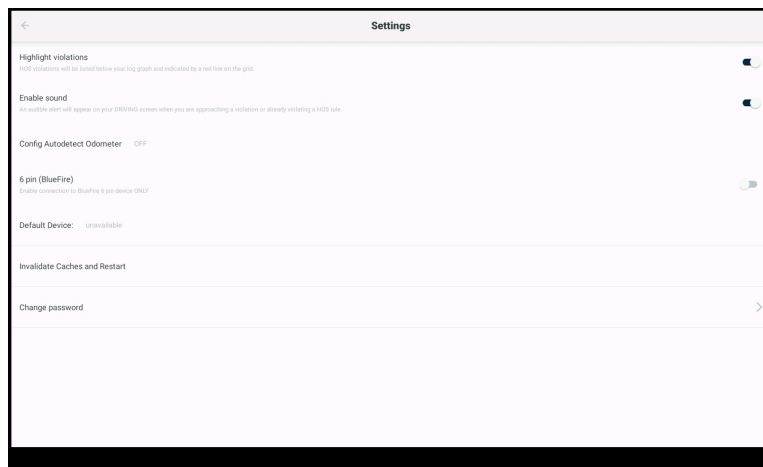 Settings
Highlight violations
HOS violations will be listed below your log graph and indicated by a red line on the grid.
Enable sound
An audible alert will appear on your DRIVING screen when you are approaching a violation or already violating a HOS rule.
Config Autodetect Odometer OFF
6 pin (BlueFire)
Enable connection to BlueFire 6 pin device ONLY
Default Device: unavailable
Invalidate Caches and Restart
Change password